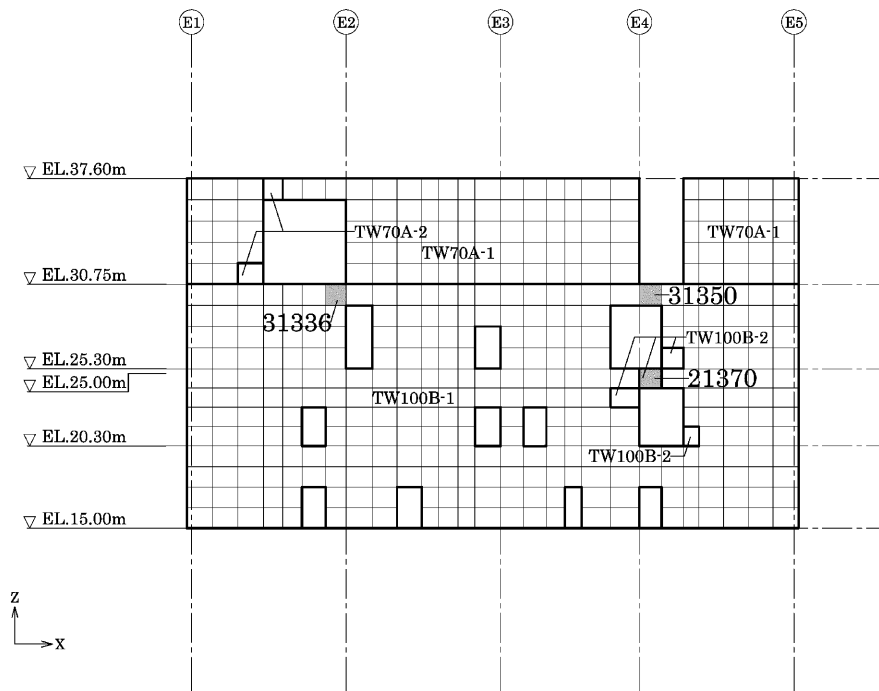 E1 E2 E3 E4 E5
EL.37.60m
TW70A-2
TW70A-1
TW70A-1
EL.30.75m
31336
31350
TW100B-2
EL.25.30m
EL.25.00m
21370
TW100B-1
EL.20.30m
TW100B-2
EL.15.00m
Z
X